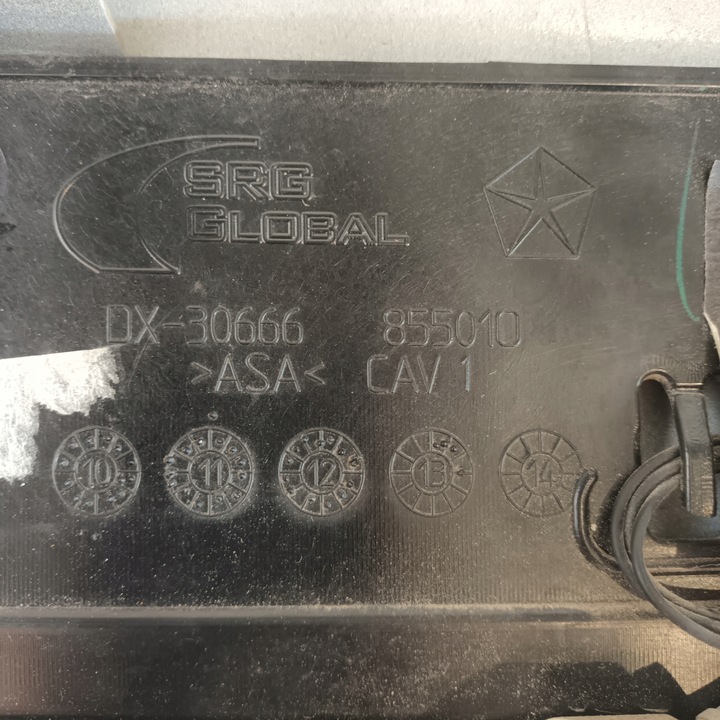 SRG
GLOBAL
DX-30666 855010
>ASA< CAV 1
10 11 12 13 14